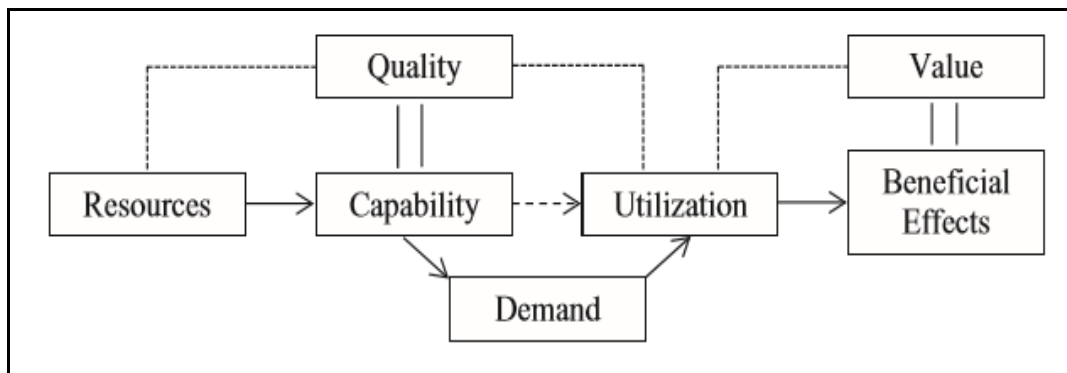 Quality
Value
Resources
Capability
Utilization
Beneficial
Effects
Demand